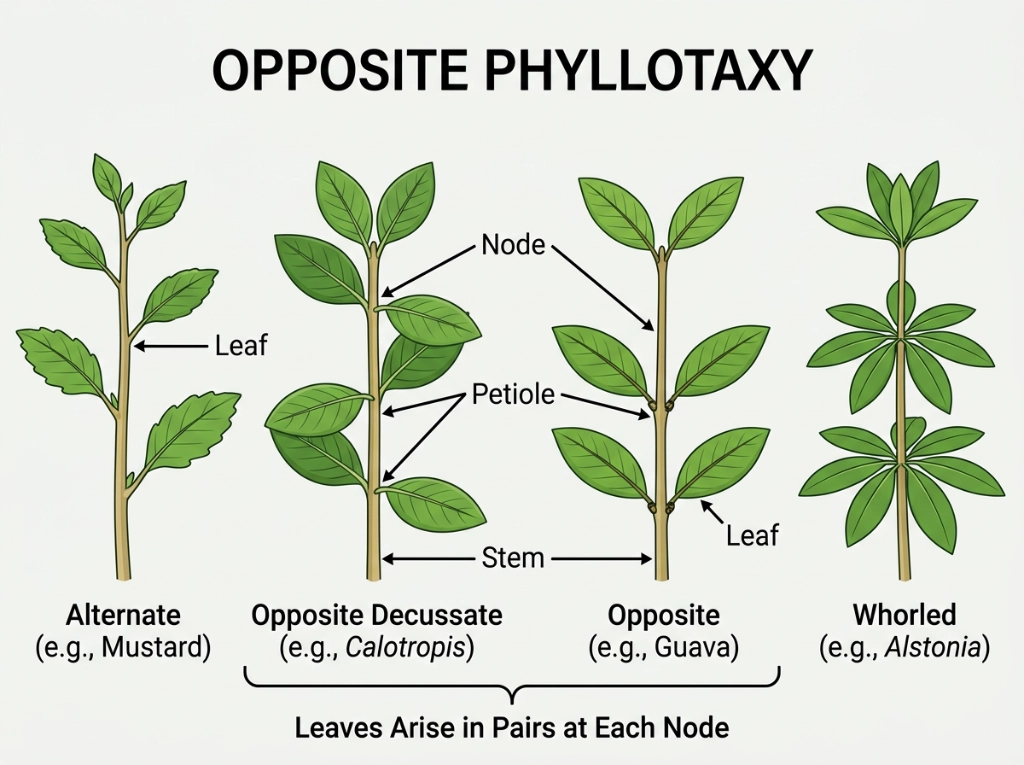 OPPOSITE PHYLLOTAXY
Node
Leaf
Petiole
Leaf
Stem
Alternate
(e.g., Mustard)
Opposite Decussate
(e.g., Calotropis)
Opposite
(e.g., Guava)
Whorled
(e.g., Alstonia)
Leaves Arise in Pairs at Each Node